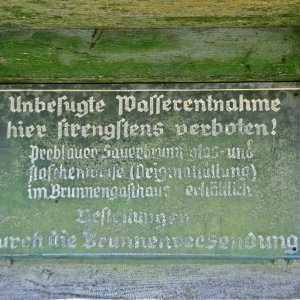 Unbefugte Wasserentnahme
hier strengstens verboten!
Preblauer Sauerbrunn glas- und
flaschenweise (Originalfüllung)
im Brunnengasthaus erhältlich
Bestellungen
durch die Brunnenversendung